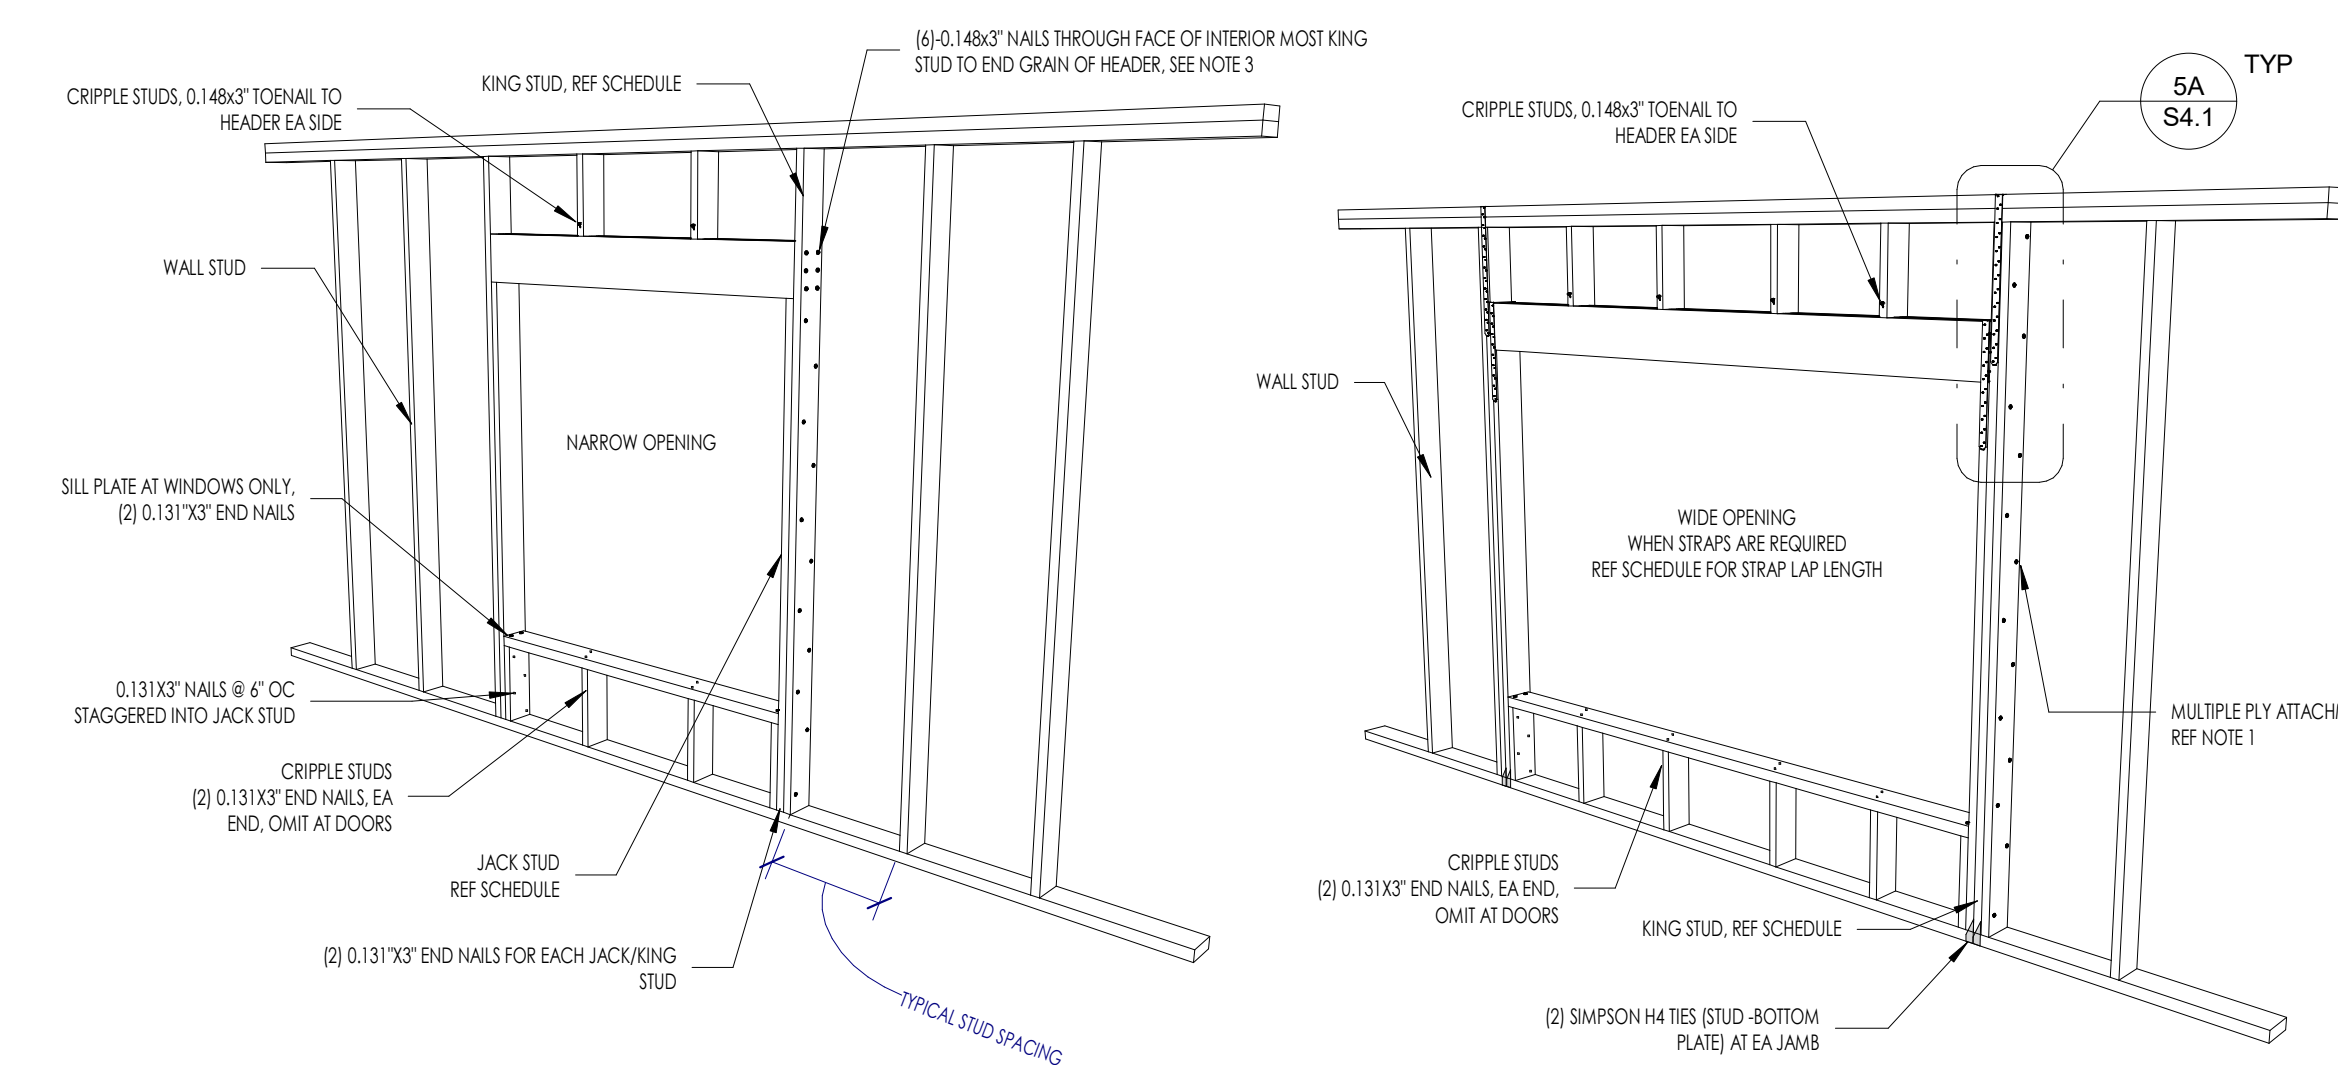 (6)-0.148x3" NAILS THROUGH FACE OF INTERIOR MOST KING
STUD TO END GRAIN OF HEADER, SEE NOTE 3
KING STUD, REF SCHEDULE
CRIPPLE STUDS, 0.148x3" TOENAIL TO
HEADER EA SIDE
WALL STUD
NARROW OPENING
SILL PLATE AT WINDOWS ONLY,
(2) 0.131"X3" END NAILS
0.131X3" NAILS @ 6" OC
STAGGERED INTO JACK STUD
CRIPPLE STUDS
(2) 0.131X3" END NAILS, EA
END, OMIT AT DOORS
JACK STUD
REF SCHEDULE
(2) 0.131"X3" END NAILS FOR EACH JACK/KING
STUD
TYPICAL STUD SPACING
5A
S4.1
TYP
CRIPPLE STUDS, 0.148x3" TOENAIL TO
HEADER EA SIDE
WALL STUD
WIDE OPENING
WHEN STRAPS ARE REQUIRED
REF SCHEDULE FOR STRAP LAP LENGTH
MULTIPLE PLY
REF NOTE 1
CRIPPLE STUDS
(2) 0.131X3" END NAILS, EA END,
OMIT AT DOORS
KING STUD, REF SCHEDULE
(2) SIMPSON H4 TIES (STUD -BOTTOM
PLATE) AT EA JAMB